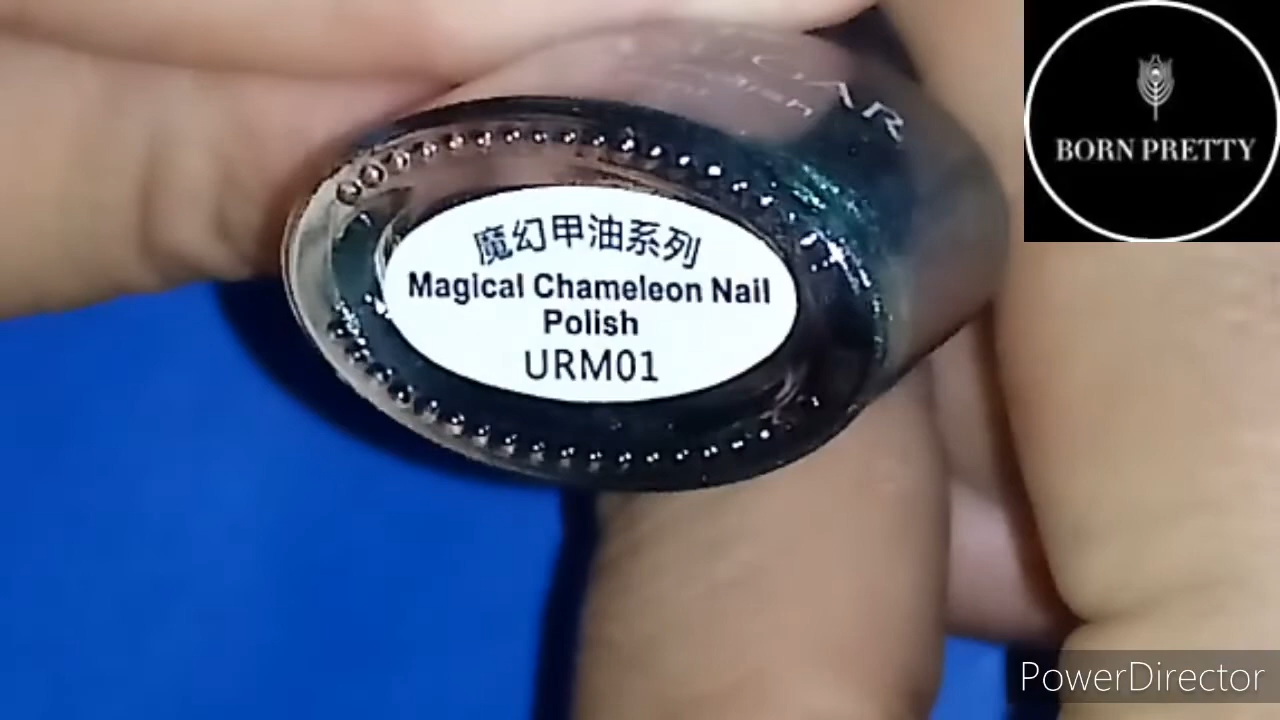 魔幻甲油系列
Magical Chameleon Nail
Polish
URM01
BORN PRETTY
PowerDirector